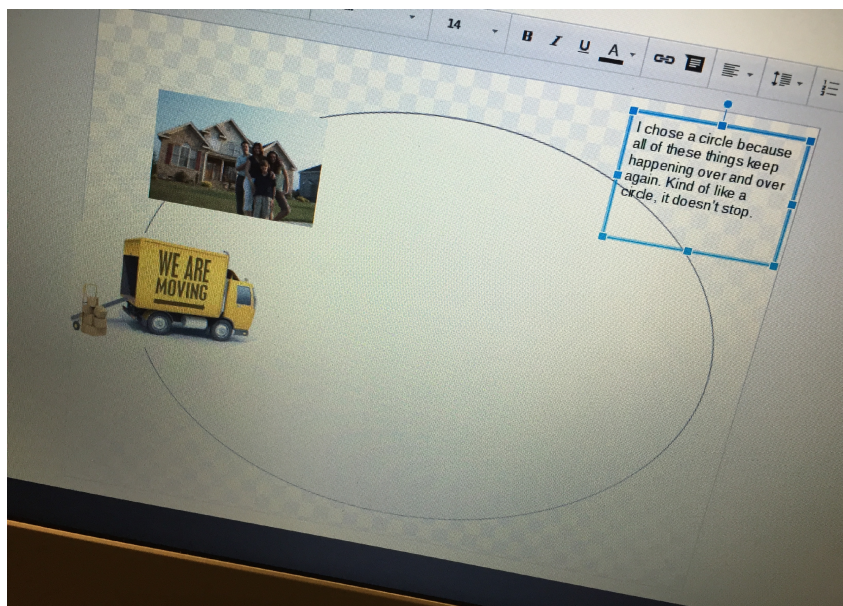 14
B I U A
I chose a circle because
all of these things keep
happening over and over
again. Kind of like a
circle, it doesn't stop.
WE ARE
MOVING